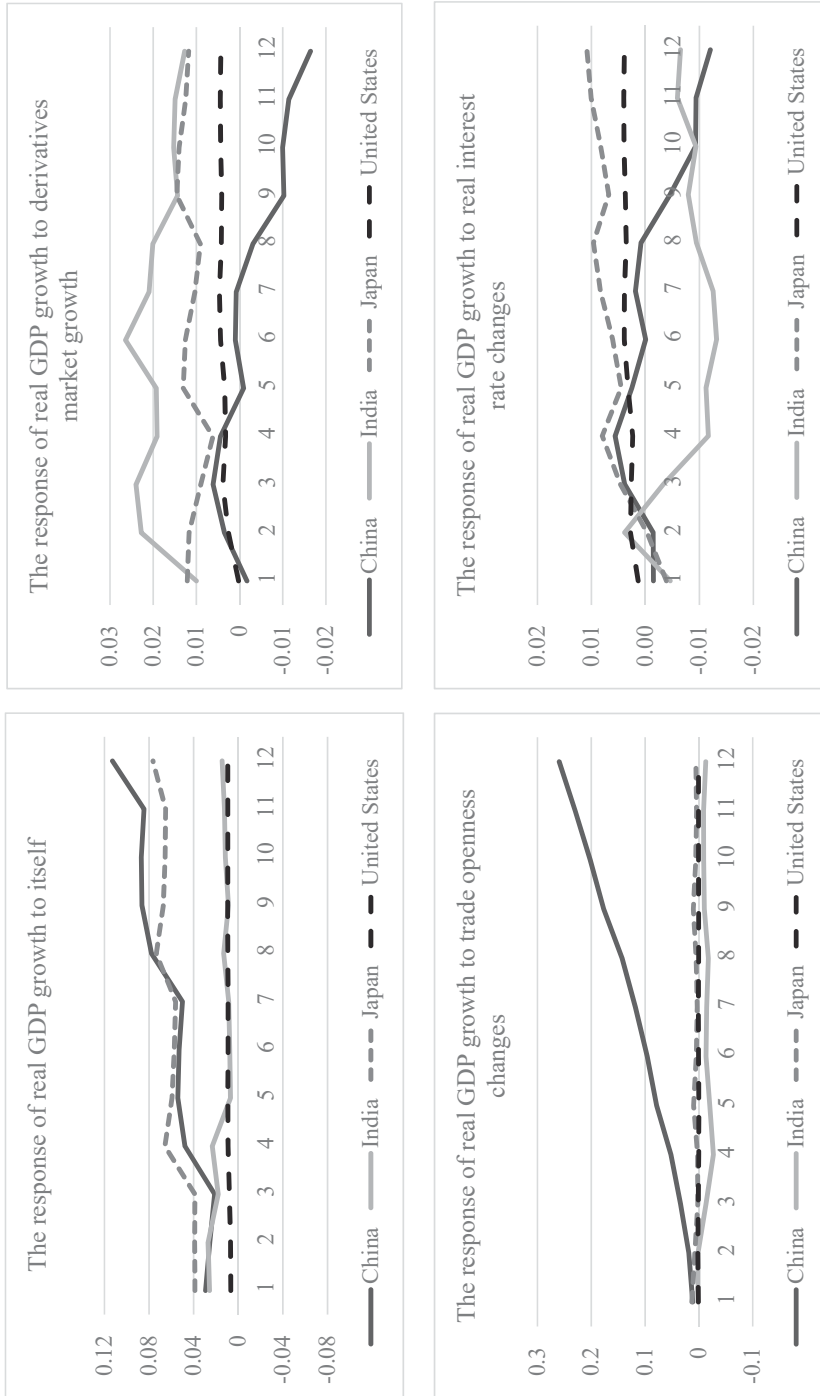 The response of real GDP growth to itself
0.12
0.08
0.04
0
-0.04
-0.08
1 2 3 4 5 6 7 8 9 10 11 12
China India Japan United States
The response of real GDP growth to derivatives
market growth
0.03
0.02
0.01
0
-0.01
-0.02
1 2 3 4 5 6 7 8 9 10 11 12
China India Japan United States
The response of real GDP growth to trade openness
changes
0.3
0.2
0.1
0
-0.1
1 2 3 4 5 6 7 8 9 10 11 12
China India Japan United States
The response of real GDP growth to real interest
rate changes
0.02
0.01
0.00
-0.01
-0.02
1 2 3 4 5 6 7 8 9 10 11 12
China India Japan United States